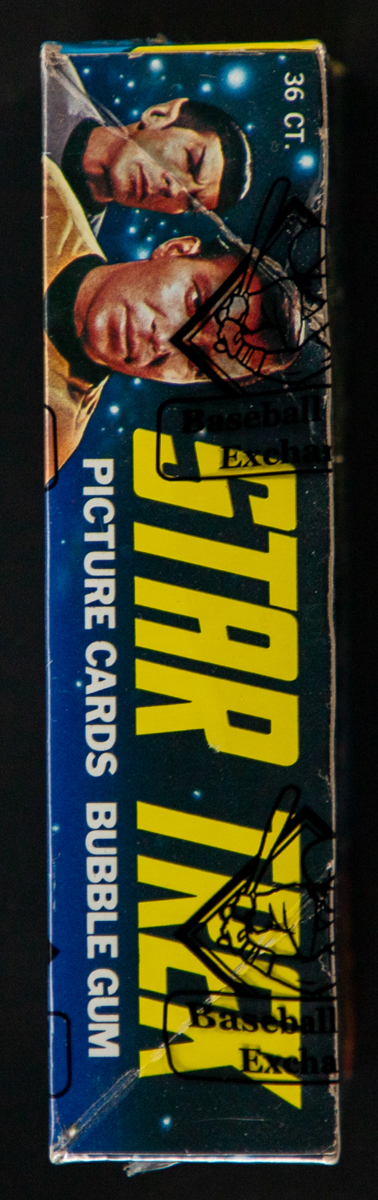 36 CT.
STAR TREK
PICTURE CARDS BUBBLE GUM
Baseball
Excha
Baseball
Excha